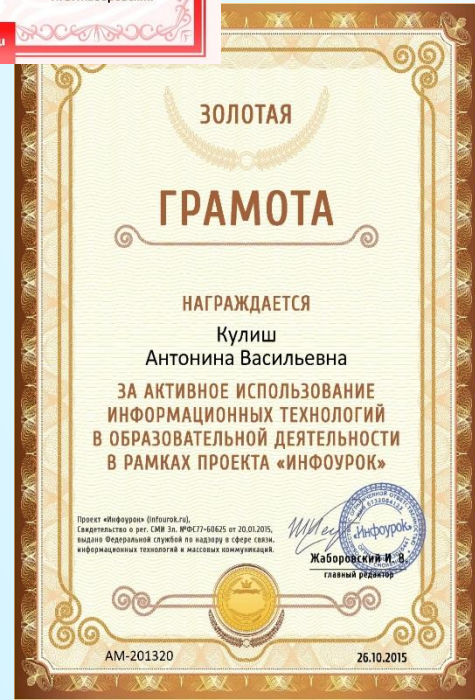 ЗОЛОТАЯ
ГРАМОТА
НАГРАЖДАЕТСЯ
Кулиш
Антонина Васильевна
ЗА АКТИВНОЕ ИСПОЛЬЗОВАНИЕ
ИНФОРМАЦИОННЫХ ТЕХНОЛОГИЙ
В ОБРАЗОВАТЕЛЬНОЙ ДЕЯТЕЛЬНОСТИ
В РАМКАХ ПРОЕКТА «ИНФОУРОК»
Проект «Инфоурок» (infourok.ru),
Свидетельство о рег. СМИ Эл. №ФС77-60625 от 20.01.2015,
выдано Федеральной службой по надзору в сфере связи,
информационных технологий и массовых коммуникаций.
«Инфоурок»
Жаборовский И. В.
главный редактор
АМ-201320
26.10.2015